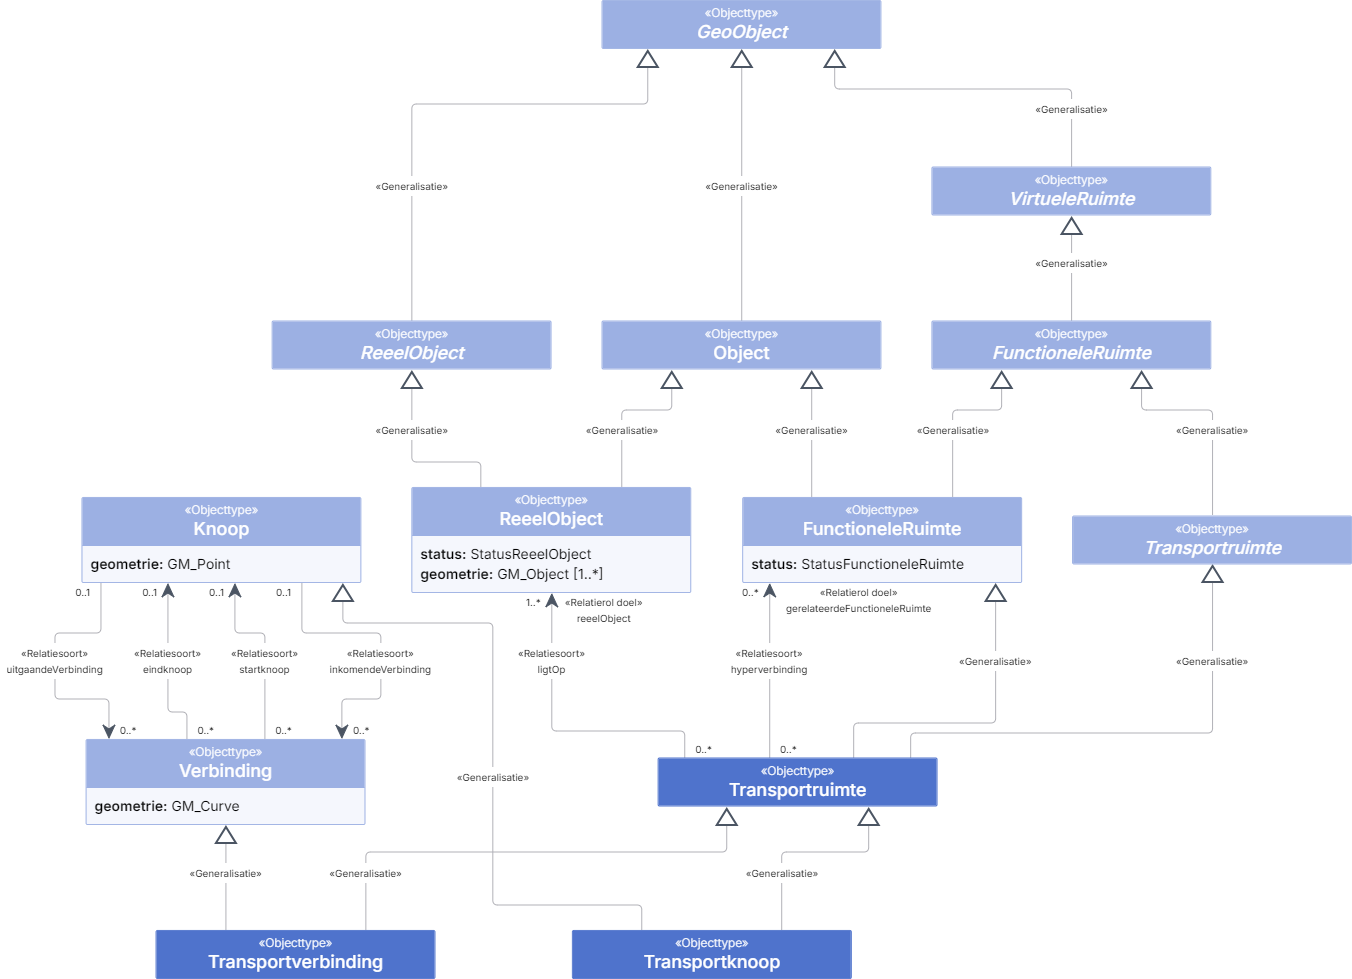 «Objecttype»
GeoObject
«Generalisatie»
«Generalisatie»
«Generalisatie»
«Objecttype»
VirtueleRuimte
«Generalisatie»
«Objecttype»
ReeelObject
«Objecttype»
Object
«Objecttype»
FunctioneleRuimte
«Generalisatie»
«Generalisatie»
«Generalisatie»
«Generalisatie»
«Generalisatie»
«Objecttype»
Knoop
geometrie: GM_Point
«Objecttype»
ReeelObject
status: StatusReeelObject
geometrie: GM_Object [1..*]
«Objecttype»
FunctioneleRuimte
status: StatusFunctioneleRuimte
«Objecttype»
Transportruimte
0..1
0..1
0..1
0..1
1..*
«Relatierol doel»
reeelObject
0..*
«Relatierol doel»
gerelateerdeFunctioneleRuimte
«Relatiesoort»
uitgaandeVerbinding
«Relatiesoort»
eindknoop
«Relatiesoort»
startknoop
«Relatiesoort»
inkomendeVerbinding
«Relatiesoort»
ligtOp
«Relatiesoort»
hyperverbinding
«Generalisatie»
«Generalisatie»
0..*
0..*
0..*
0..*
0..*
0..*
«Objecttype»
Verbinding
geometrie: GM_Curve
«Generalisatie»
«Objecttype»
Transportruimte
«Generalisatie»
«Generalisatie»
«Generalisatie»
«Objecttype»
Transportverbinding
«Objecttype»
Transportknoop